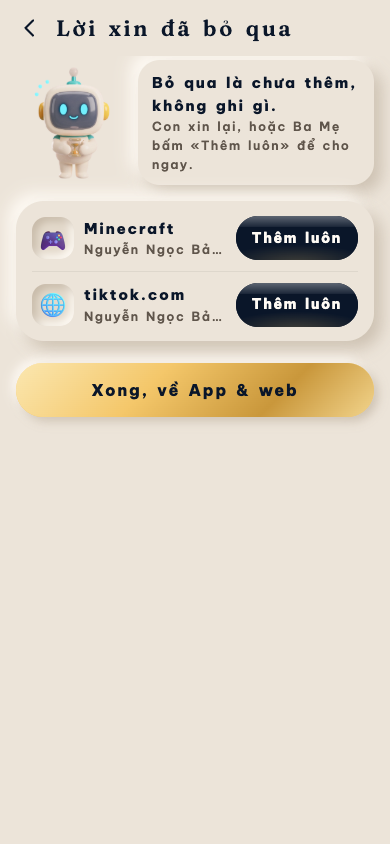 Lời xin đã bỏ qua
Bỏ qua là chưa thêm,
không ghi gì.
Con xin lại, hoặc Ba Mẹ
bấm «Thêm luôn» để cho
ngay.
Minecraft
Nguyễn Ngọc Bả…
Thêm luôn
tiktok.com
Nguyễn Ngọc Bả…
Thêm luôn
Xong, về App & web